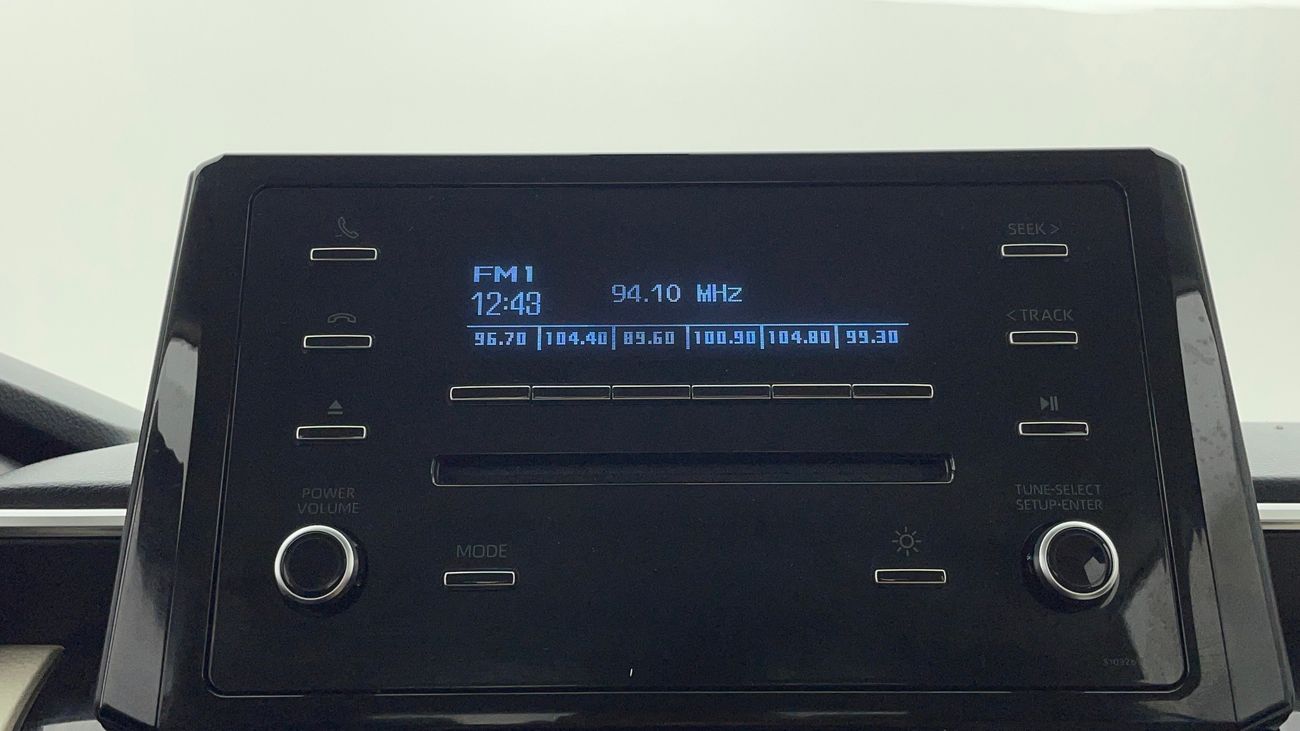 SEEK >
FM1
12:43
94.10 MHz
< TRACK
96.70 104.40 89.60 100.90 104.80 99.30
POWER
VOLUME
TUNE·SELECT
SETUP·ENTER
MODE